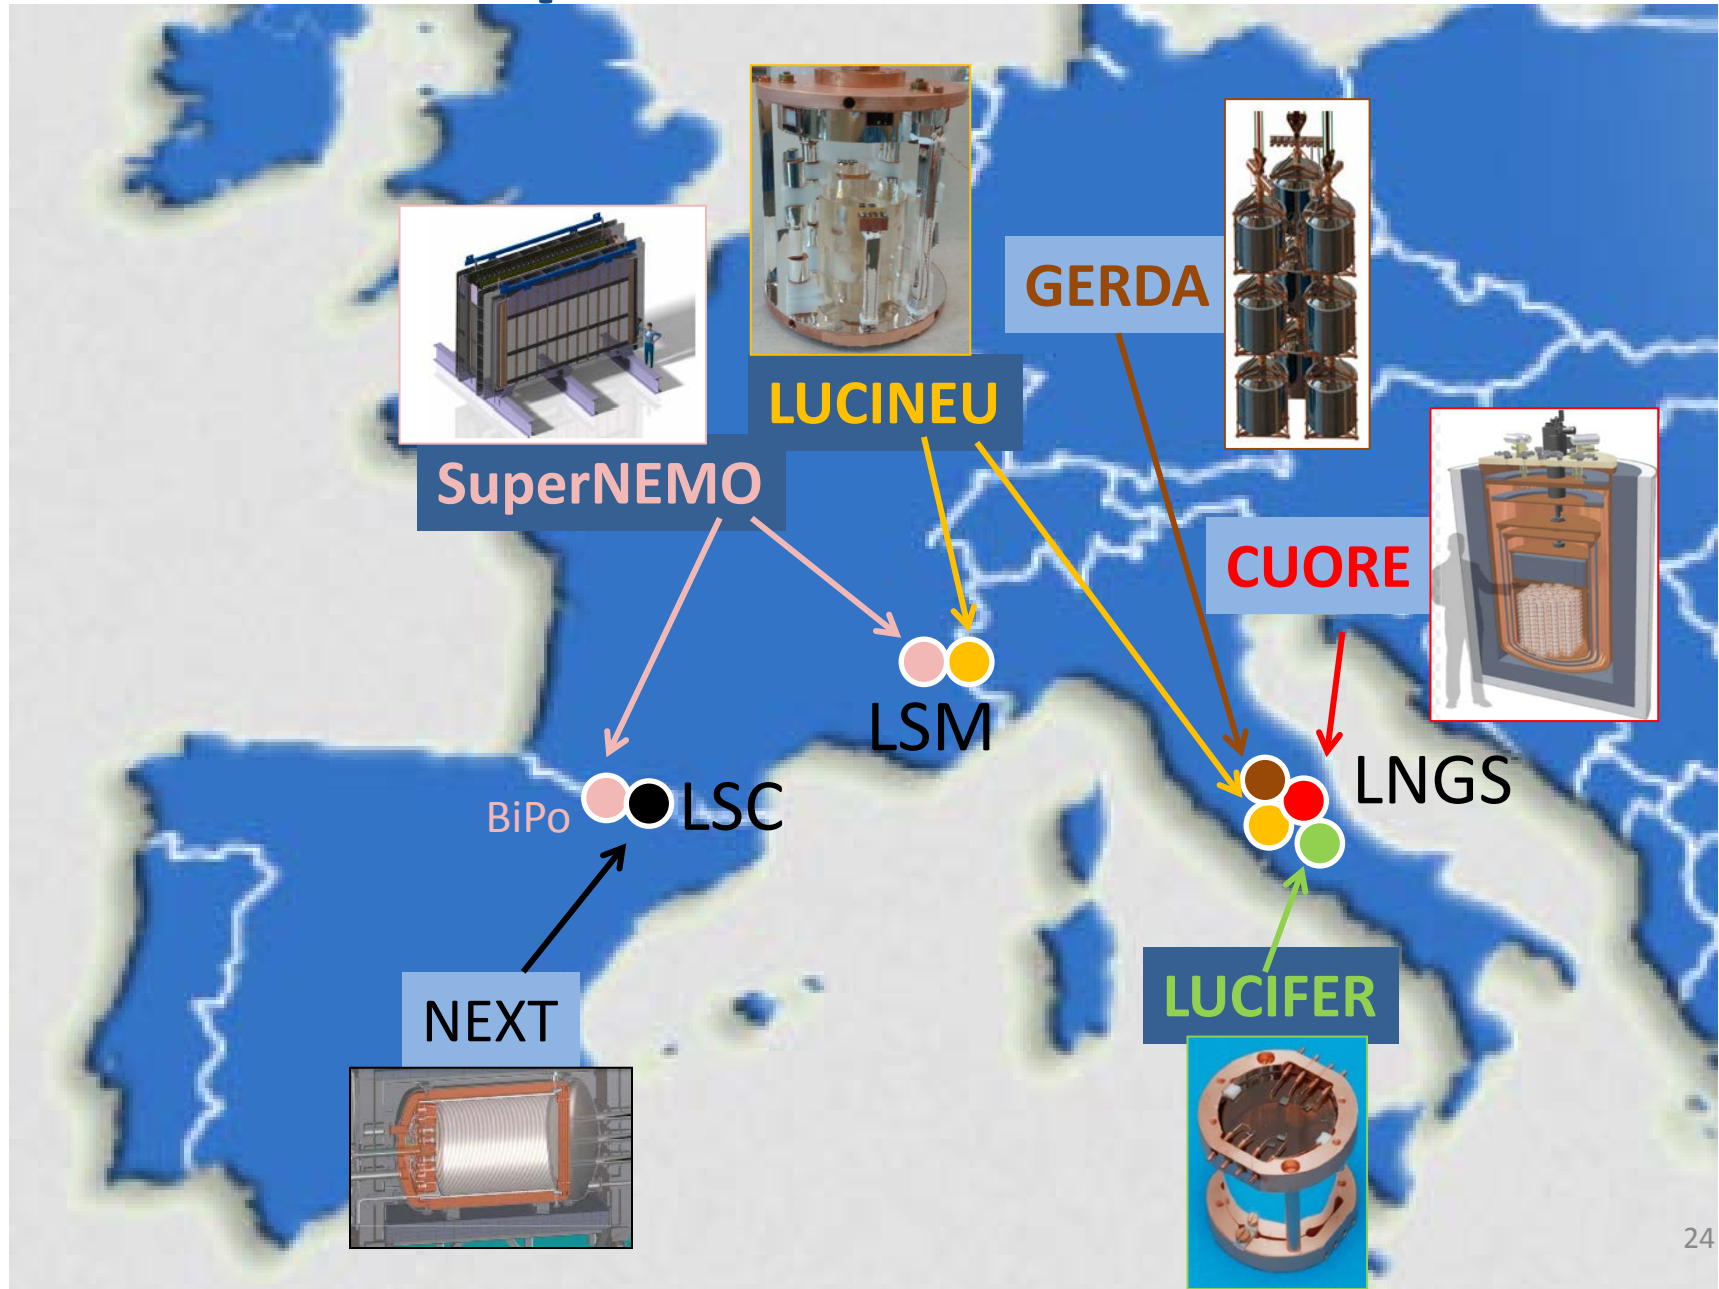 GERDA
LUCINEU
SuperNEMO
CUORE
LSM
LNGS
BiPo
LSC
LUCIFER
NEXT
24